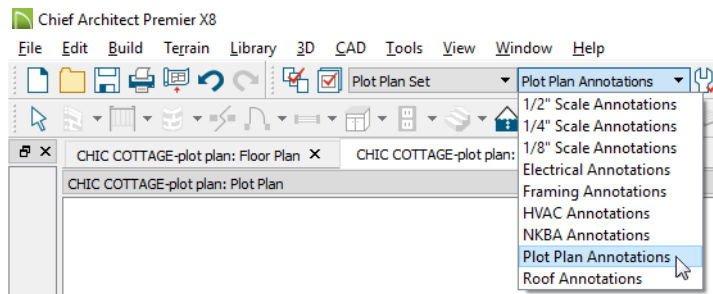 Chief Architect Premier X8
File Edit Build Terrain Library 3D CAD Tools View Window Help
Plot Plan Set Plot Plan Annotations
1/2" Scale Annotations
1/4" Scale Annotations
1/8" Scale Annotations
Electrical Annotations
Framing Annotations
HVAC Annotations
NKBA Annotations
Plot Plan Annotations
Roof Annotations
CHIC COTTAGE-plot plan: Floor Plan CHIC COTTAGE-plot plan:
CHIC COTTAGE-plot plan: Plot Plan